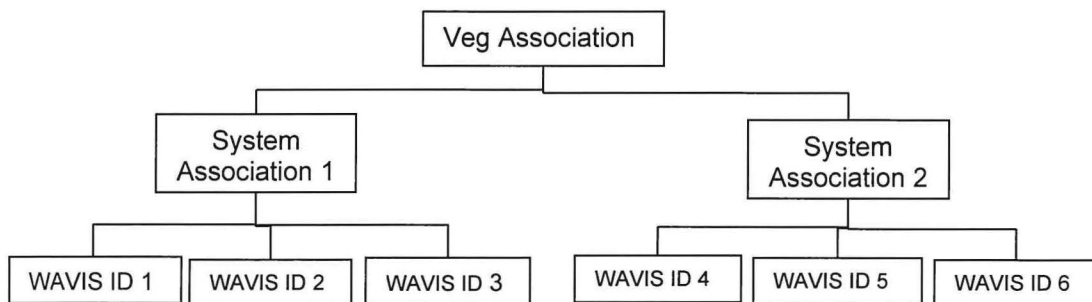 Veg Association
System
Association 1
System
Association 2
WAVIS ID 1
WAVIS ID 2
WAVIS ID 3
WAVIS ID 4
WAVIS ID 5
WAVIS ID 6